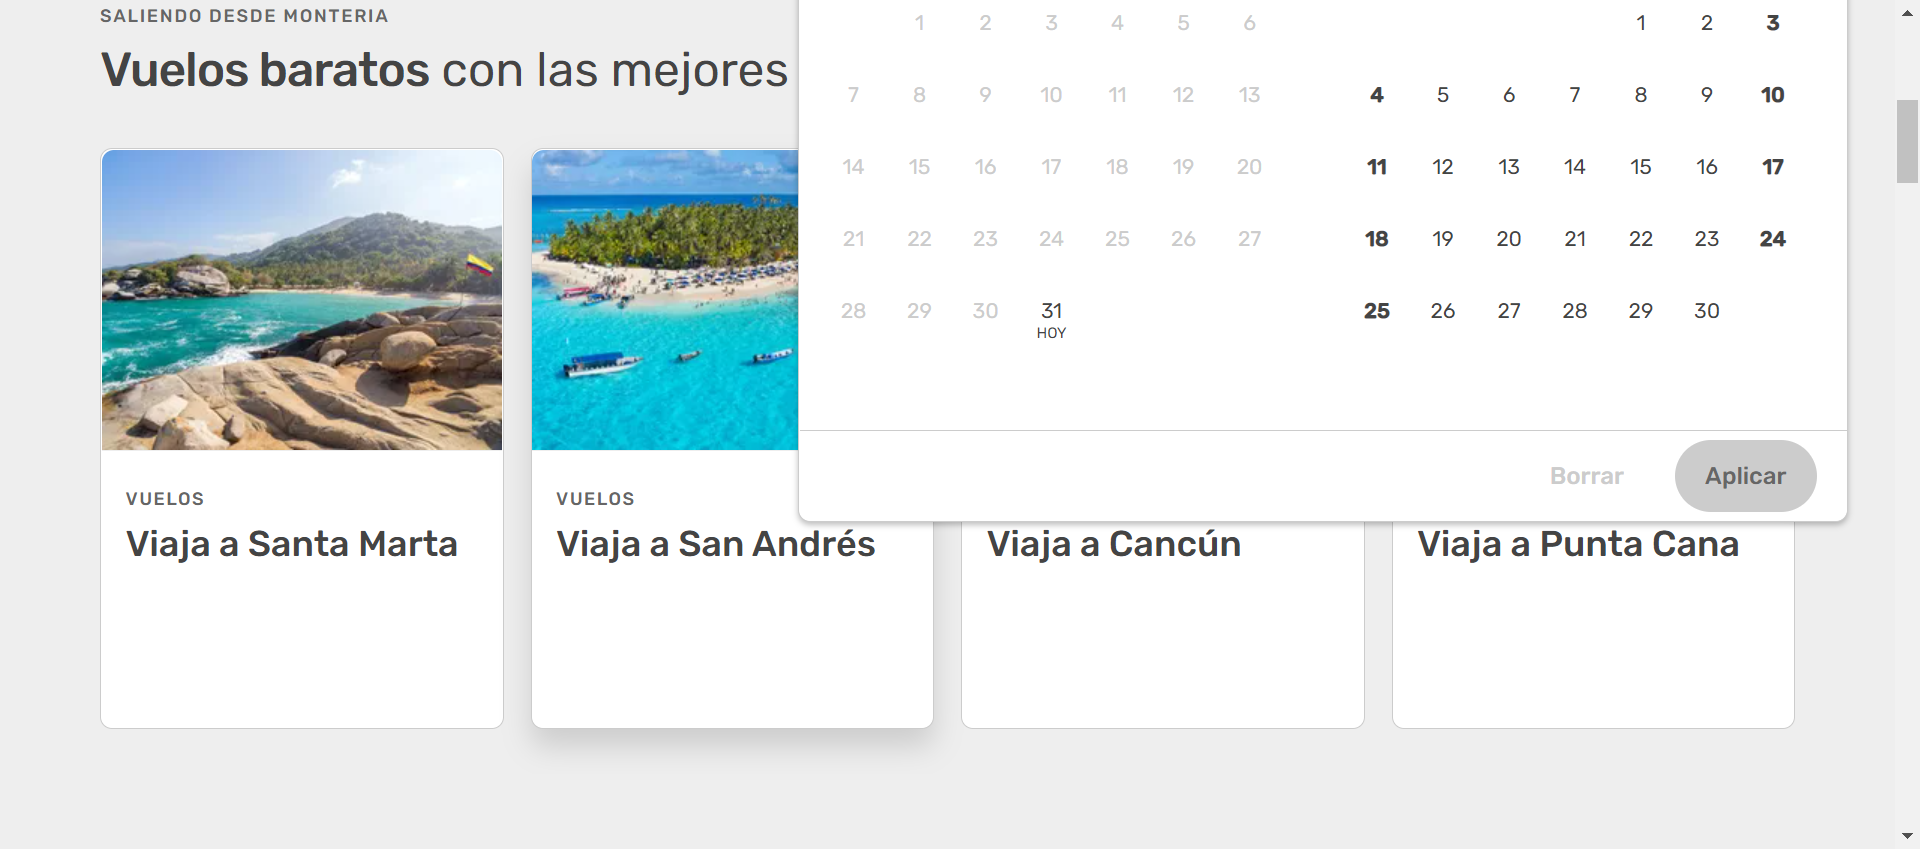 SALIENDO DESDE MONTERIA
Vuelos baratos con las mejores
1 2 3 4 5 6
7 8 9 10 11 12 13
14 15 16 17 18 19 20
21 22 23 24 25 26 27
28 29 30 31
HOY
1 2 3
4 5 6 7 8 9 10
11 12 13 14 15 16 17
18 19 20 21 22 23 24
25 26 27 28 29 30
Borrar Aplicar
VUELOS
Viaja a Santa Marta
VUELOS
Viaja a San Andrés
Viaja a Cancún
Viaja a Punta Cana